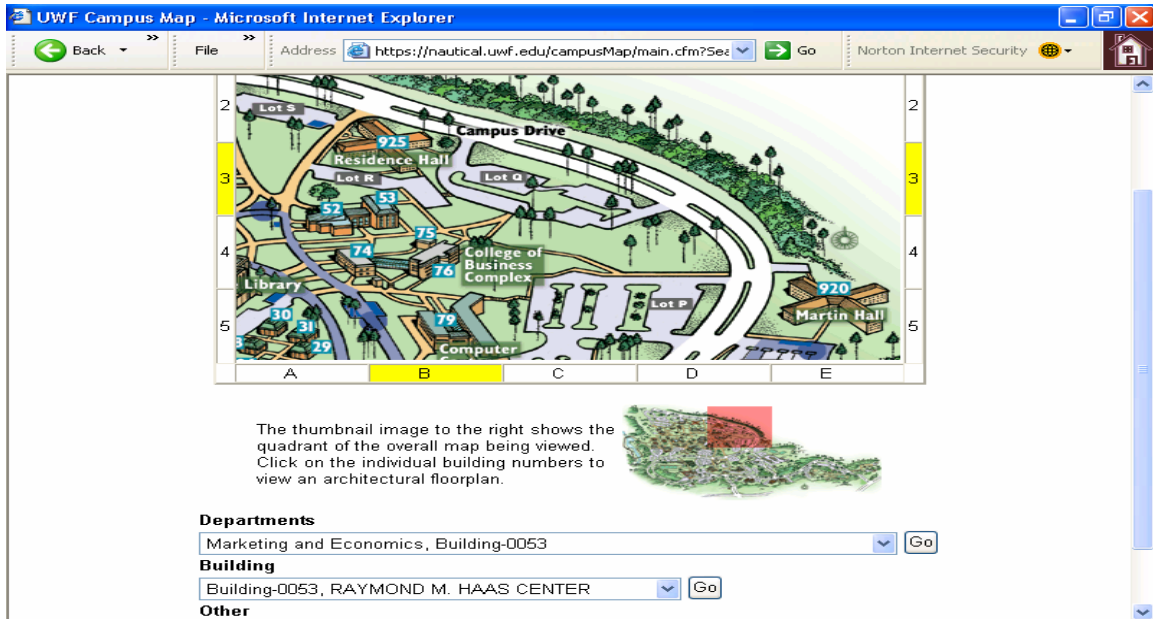 UWF Campus Map - Microsoft Internet Explorer
Back » File » Address https://nautical.uwf.edu/campusMap/main.cfm?Sea Go Norton Internet Security
2 Lot S Campus Drive 2
925
Residence Hall
3 Lot R Lot Q 3
52 53
75
4 74 76 College of Business Complex 4
Library 920
Lot P
Martin Hall
30
5 31 79 5
29
Computer
A B C D E
The thumbnail image to the right shows the
quadrant of the overall map being viewed.
Click on the individual building numbers to
view an architectural floorplan.
Departments
Marketing and Economics, Building-0053 Go
Building
Building-0053, RAYMOND M. HAAS CENTER Go
Other